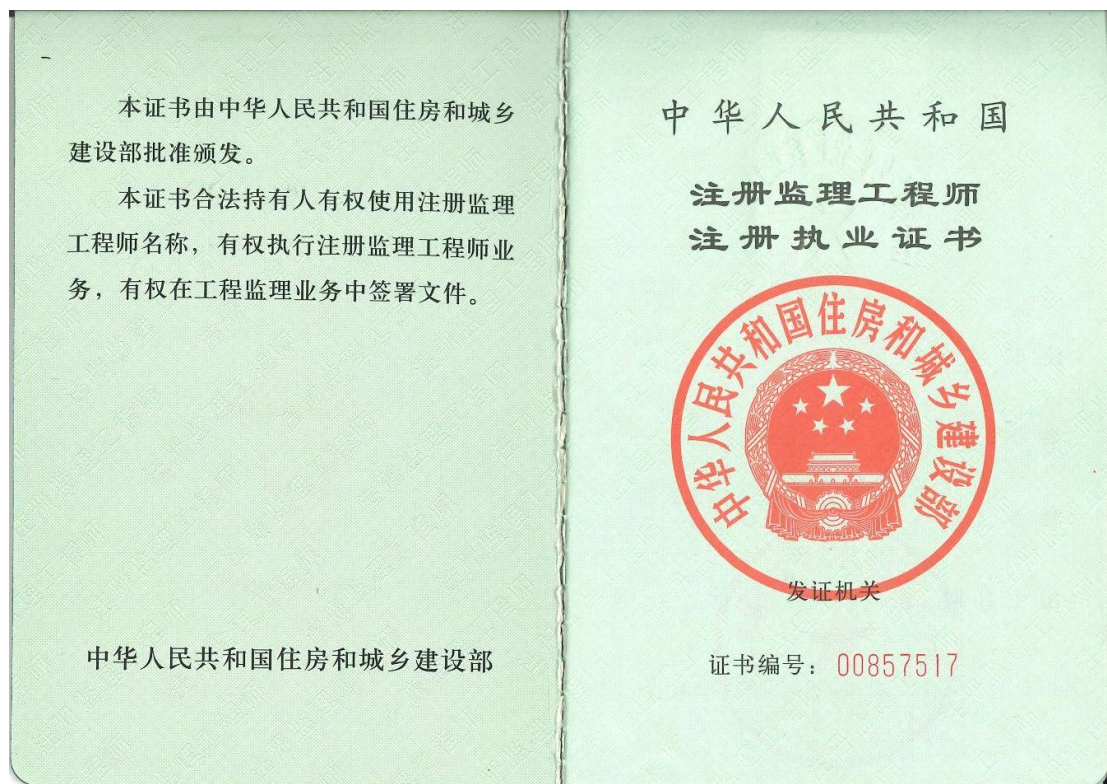 本证书由中华人民共和国住房和城乡
建设部批准颁发。
本证书合法持有人有权使用注册监理
工程师名称，有权执行注册监理工程师业
务，有权在工程监理业务中签署文件。
中华人民共和国住房和城乡建设部
中华人民共和国
注册监理工程师
注册执业证书
中华人民共和国住房和城乡建设部
发证机关
证书编号：00857517